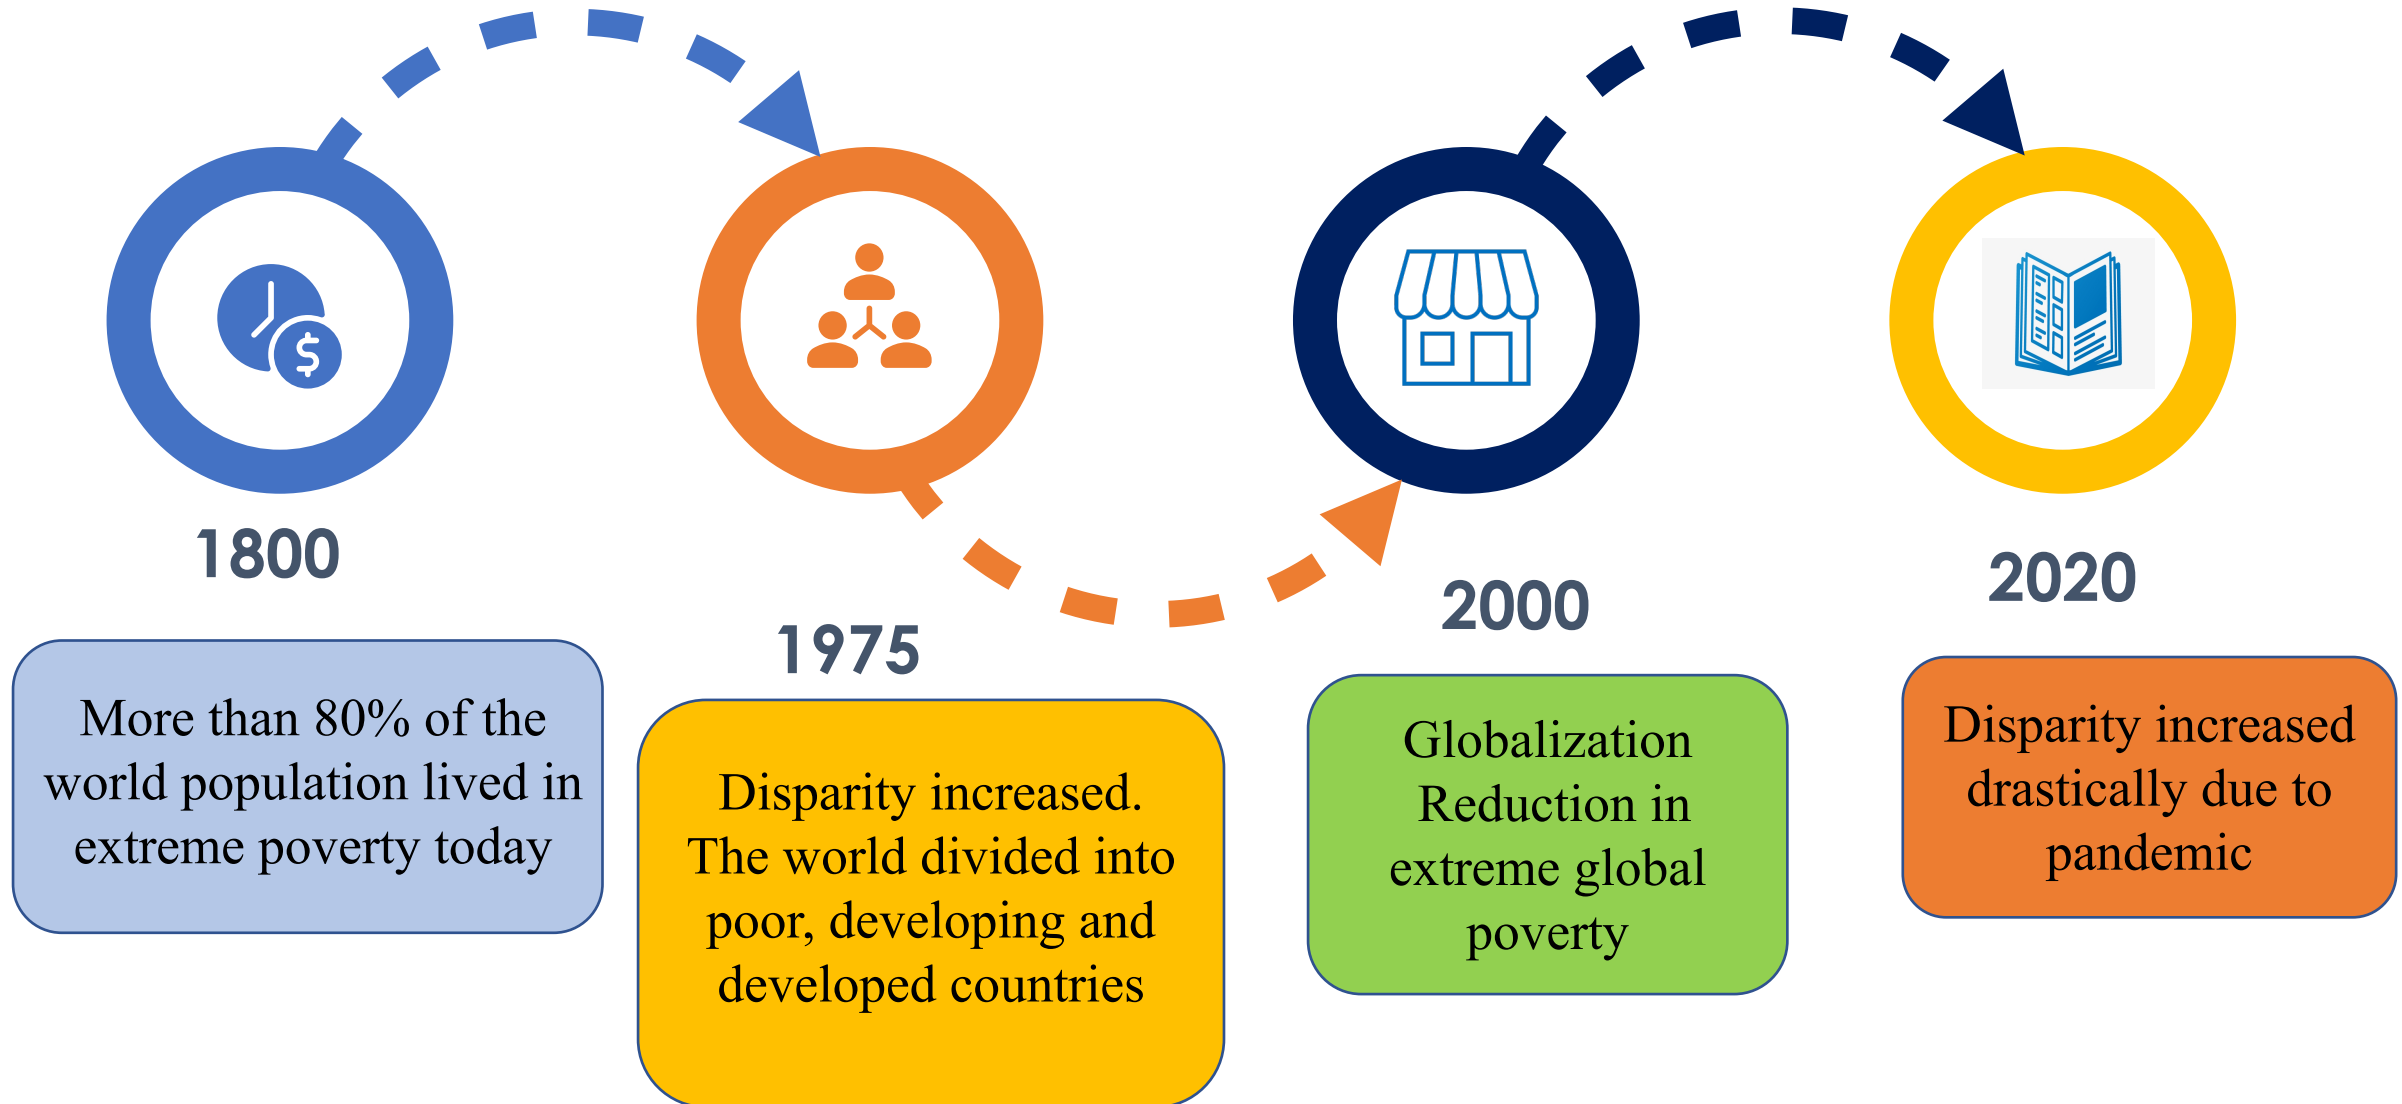 1800
More than 80% of the
world population lived in
extreme poverty today
1975
Disparity increased.
The world divided into
poor, developing and
developed countries
2000
Globalization
Reduction in
extreme global
poverty
2020
Disparity increased
drastically due to
pandemic
$